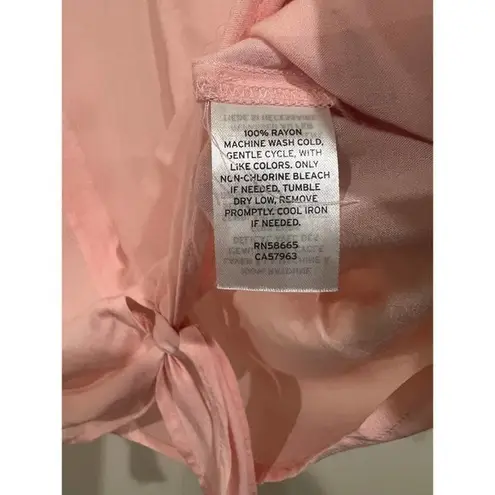 100% RAYON
MACHINE WASH COLD,
GENTLE CYCLE, WITH
LIKE COLORS. ONLY
NON-CHLORINE BLEACH
IF NEEDED, TUMBLE
DRY LOW, REMOVE
PROMPTLY. COOL IRON
IF NEEDED.
RN58665
CA57963